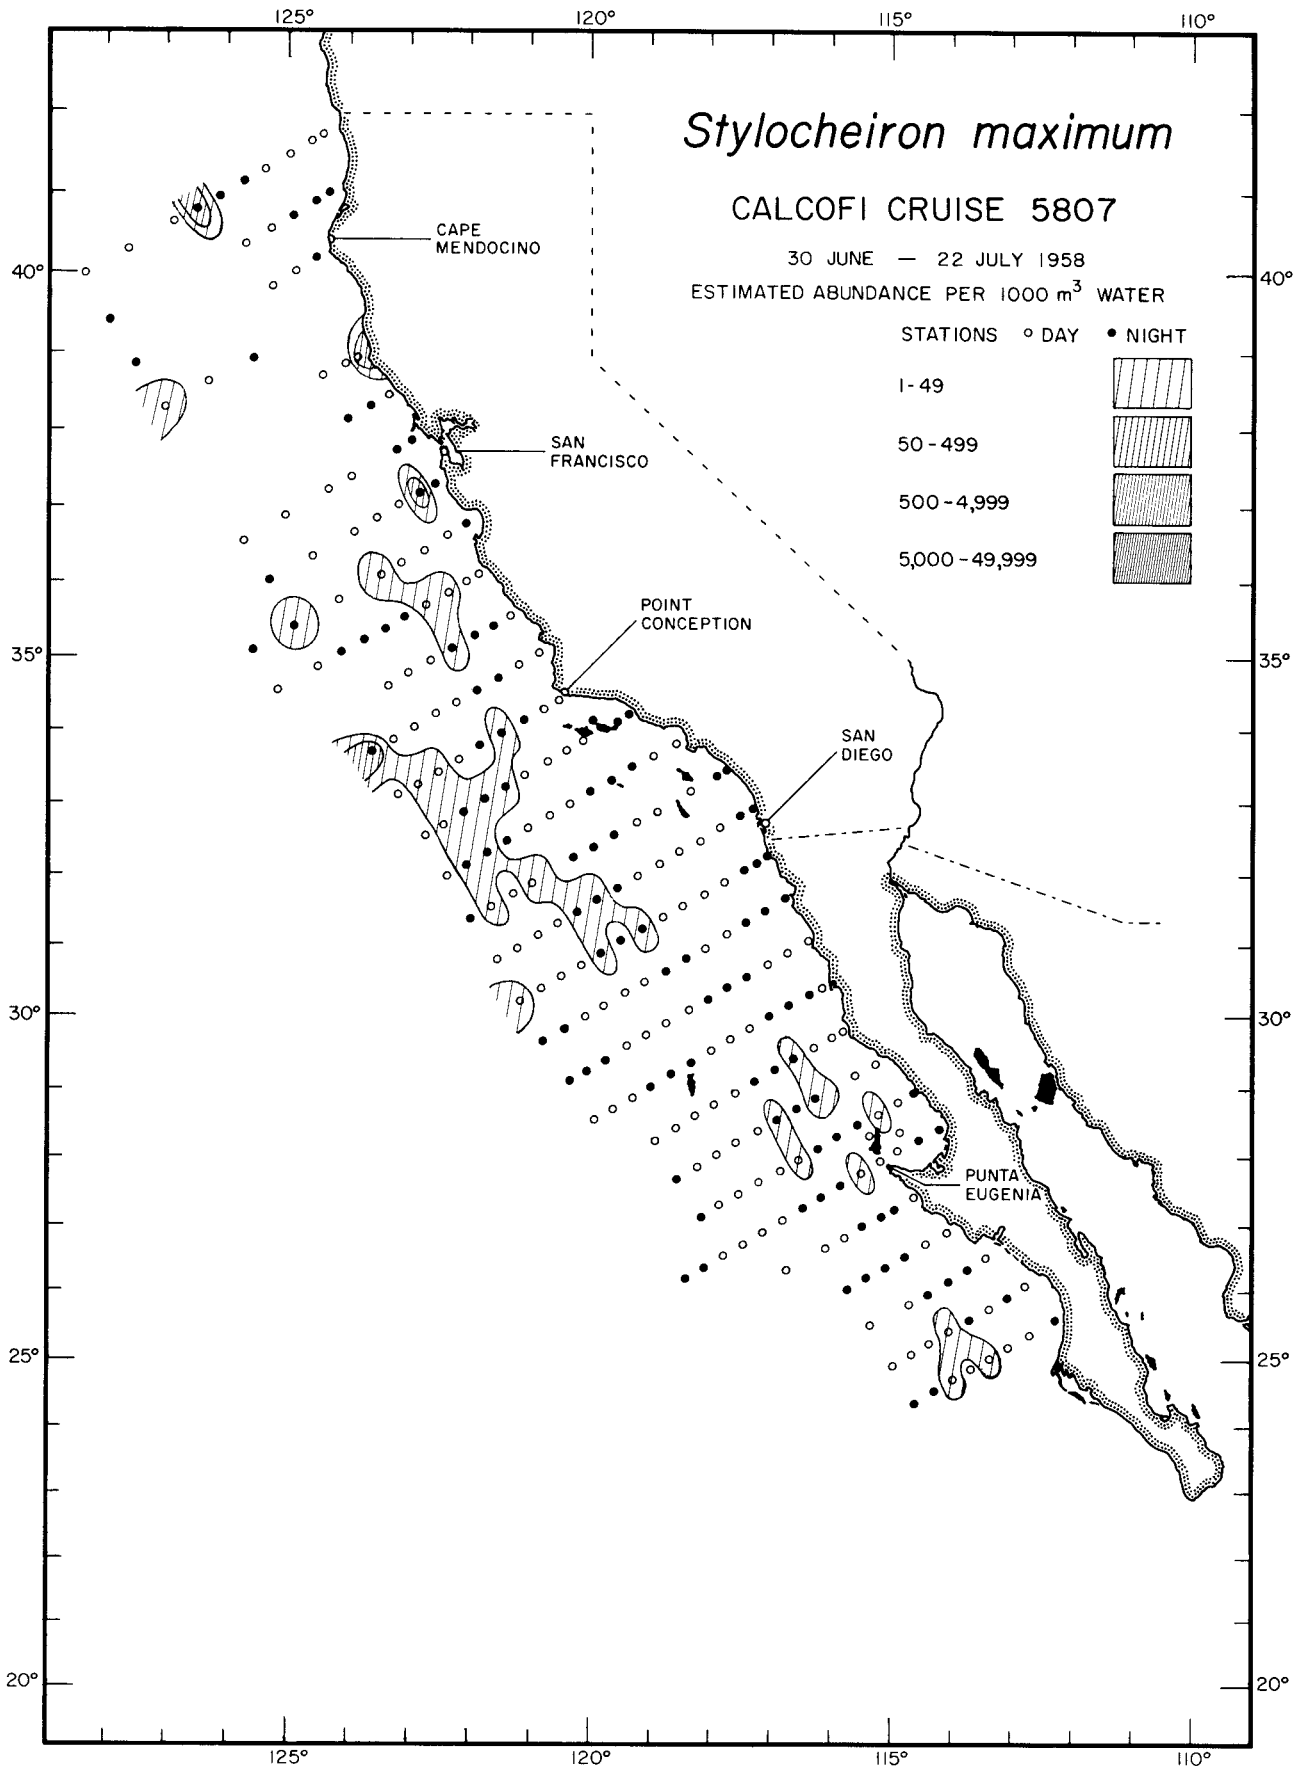 125°
120°
115°
110°
Stylocheiron maximum
CALCOFI CRUISE 5807
30 JUNE — 22 JULY 1958
ESTIMATED ABUNDANCE PER 1000 m³ WATER
STATIONS ○ DAY ● NIGHT
1-49
50-499
500-4,999
5,000-49,999
CAPE
MENDOCINO
40°
40°
SAN
FRANCISCO
POINT
CONCEPTION
35°
35°
SAN
DIEGO
30°
30°
PUNTA
EUGENIA
25°
25°
20°
20°
125°
120°
115°
110°